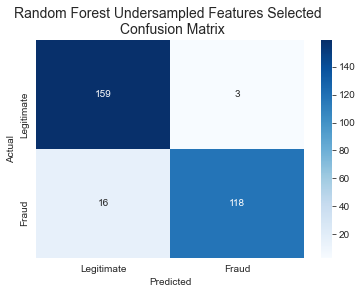 Random Forest Undersampled Features Selected
Confusion Matrix
Actual
Legitimate
159
3
Fraud
16
118
Legitimate
Fraud
Predicted
140
120
100
80
60
40
20